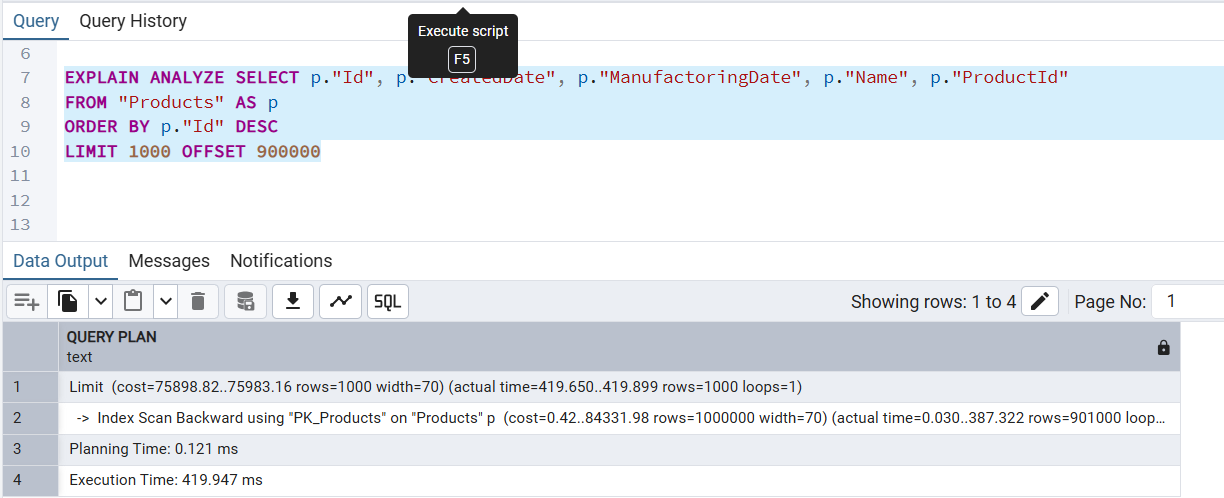 Query Query History
Execute script
F5
6
7 EXPLAIN ANALYZE SELECT p."Id", p."CreatedDate", p."ManufactoringDate", p."Name", p."ProductId"
8 FROM "Products" AS p
9 ORDER BY p."Id" DESC
10 LIMIT 1000 OFFSET 900000
11
12
13
Data Output Messages Notifications
SQL Showing rows: 1 to 4 Page No: 1
QUERY PLAN
text
1 Limit (cost=75898.82..75983.16 rows=1000 width=70) (actual time=419.650..419.899 rows=1000 loops=1)
2 -> Index Scan Backward using "PK_Products" on "Products" p (cost=0.42..84331.98 rows=1000000 width=70) (actual time=0.030..387.322 rows=901000 loop...
3 Planning Time: 0.121 ms
4 Execution Time: 419.947 ms